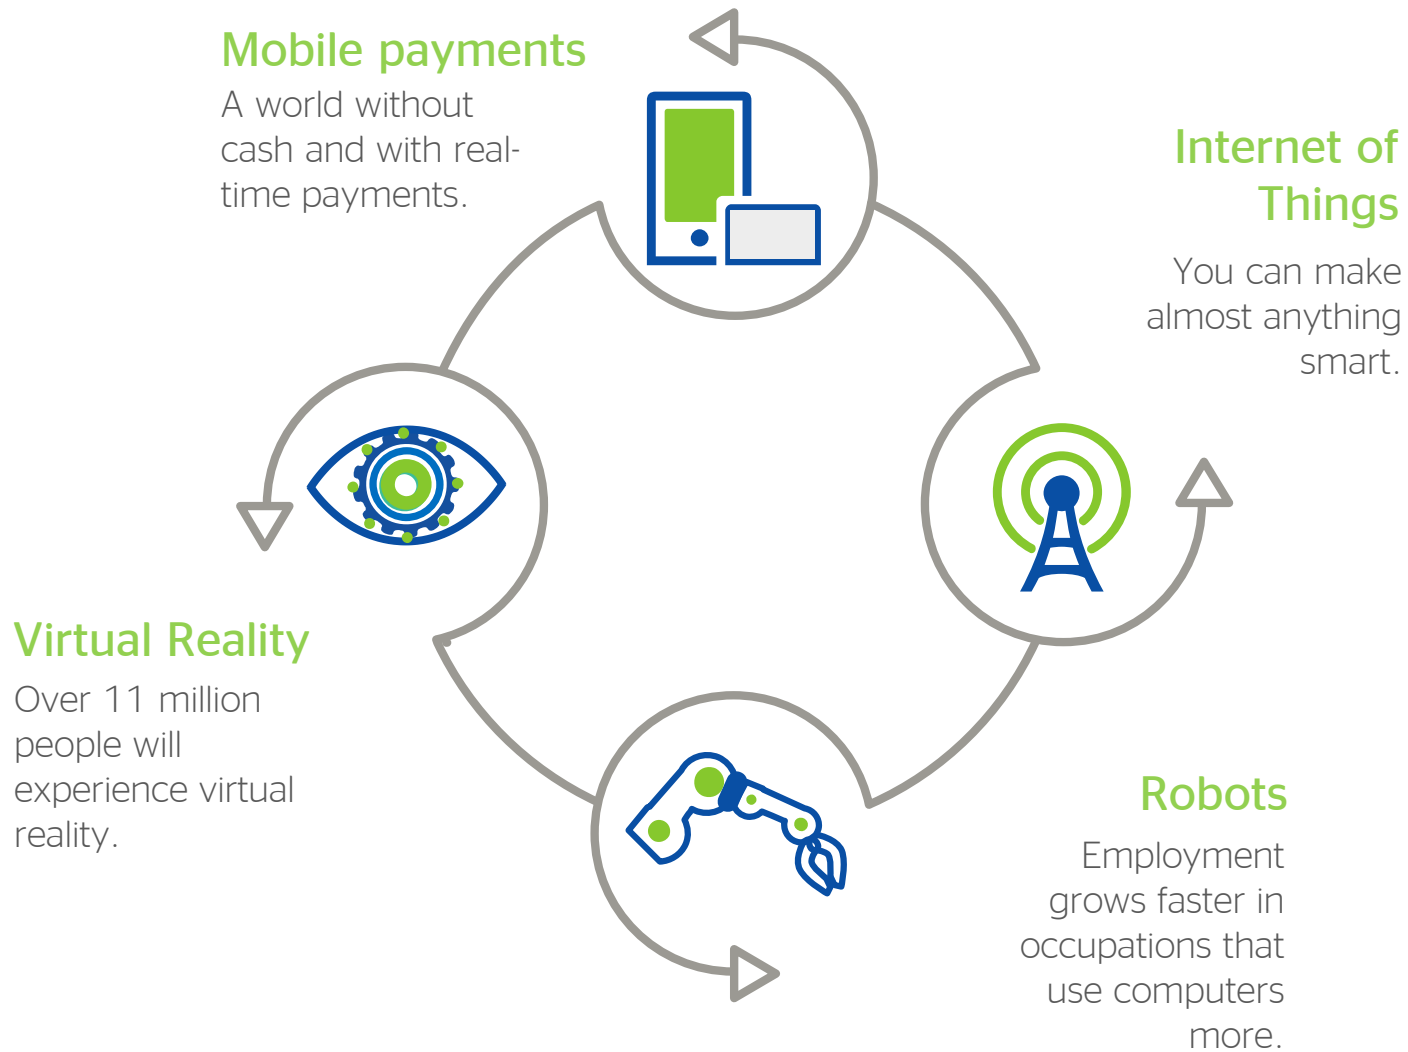 Mobile payments
A world without
cash and with real-
time payments.
Internet of
Things
You can make
almost anything
smart.
Virtual Reality
Over 11 million
people will
experience virtual
reality.
Robots
Employment
grows faster in
occupations that
use computers
more.